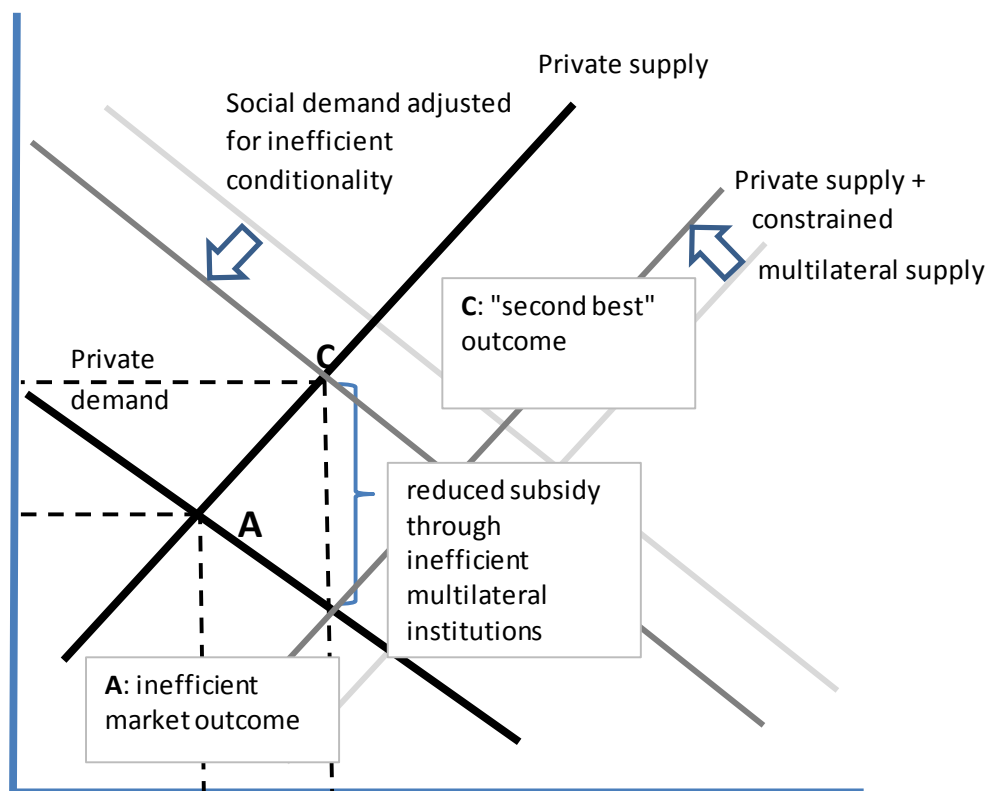 Private supply
Social demand adjusted
for inefficient
conditionality
Private supply +
constrained
multilateral supply
C: "second best"
outcome
C
Private
demand
A
reduced subsidy
through
inefficient
multilateral
institutions
A: inefficient
market outcome